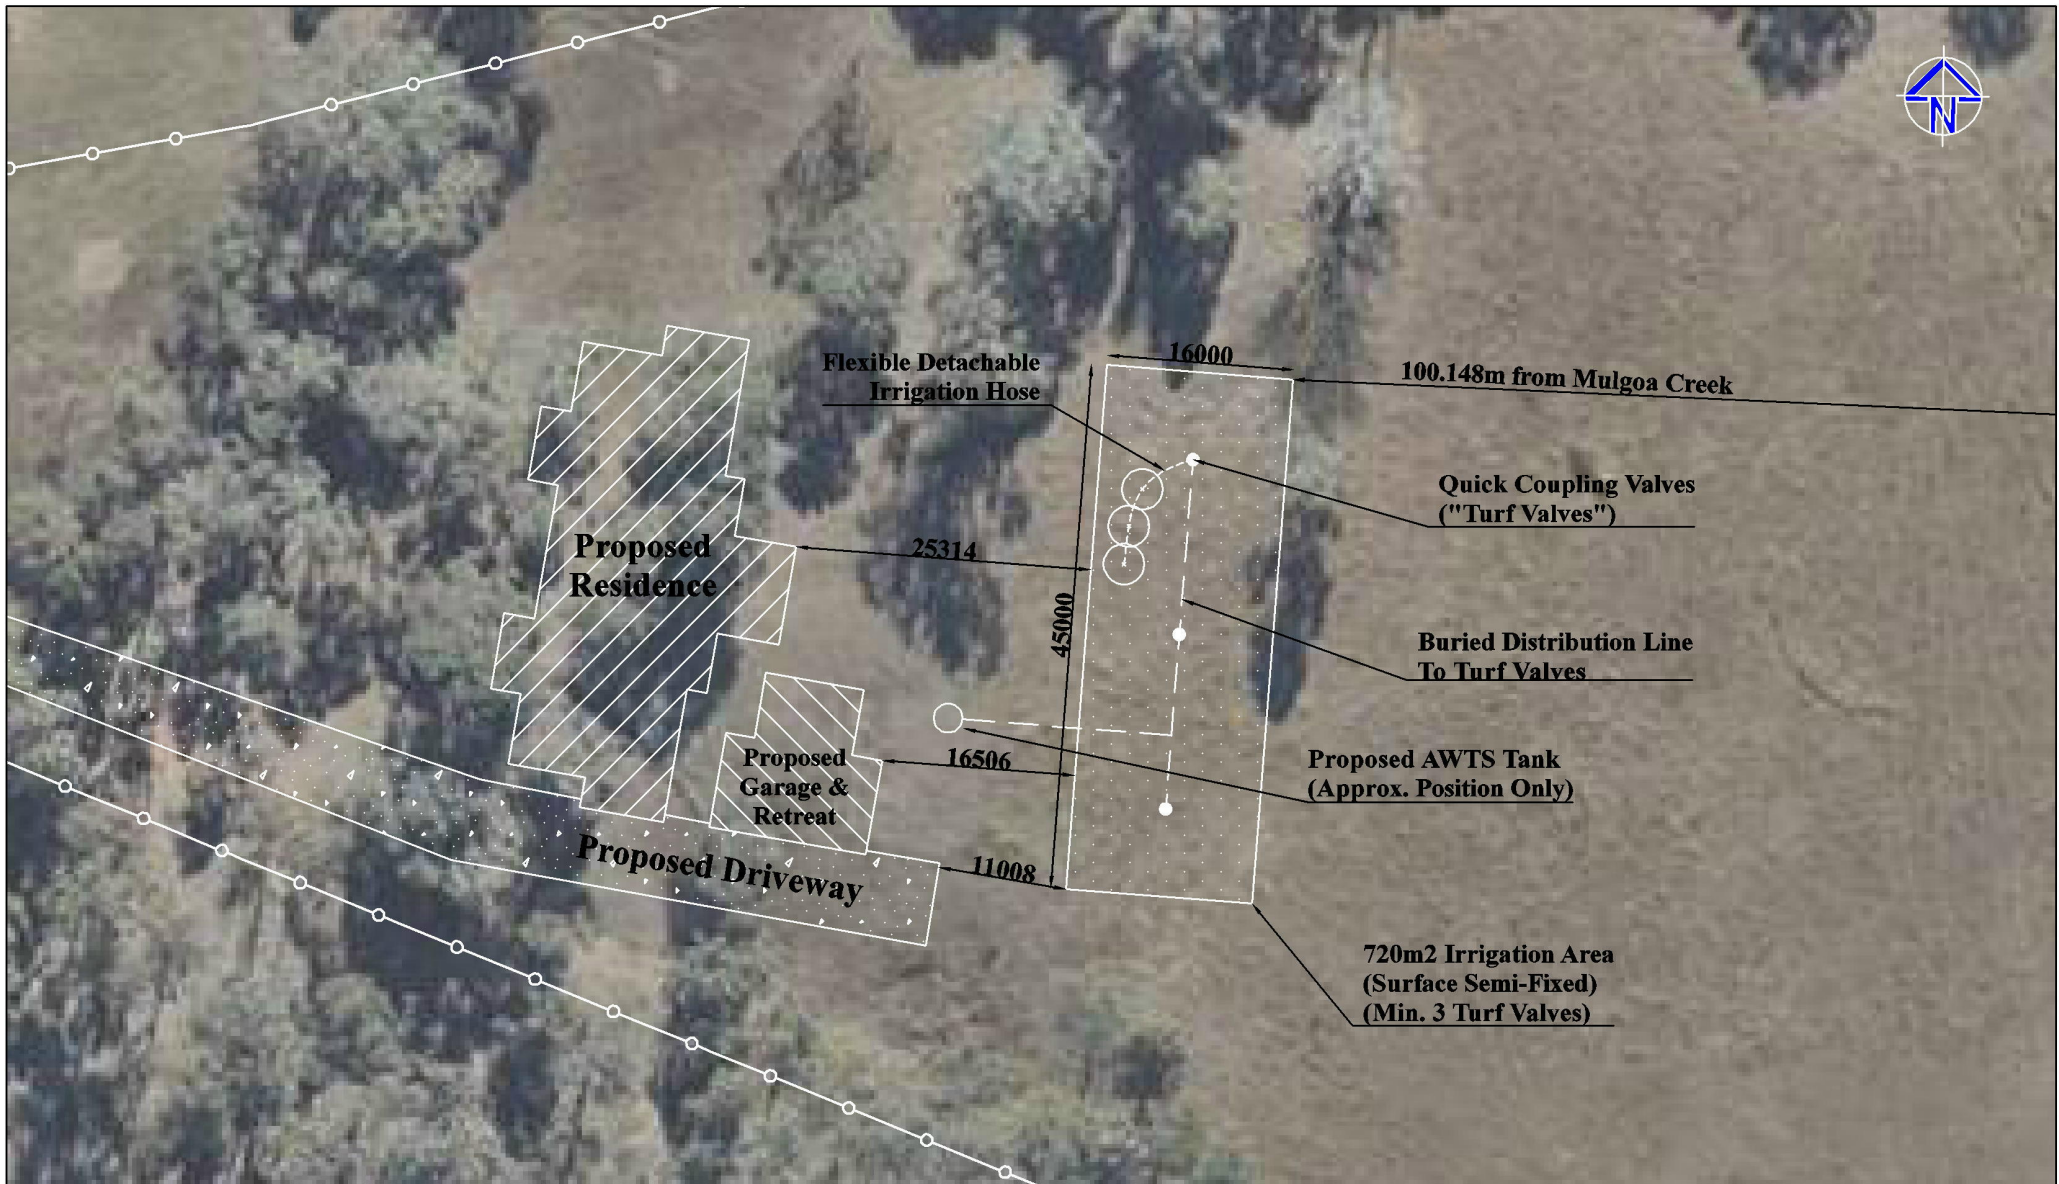 N
Flexible Detachable
Irrigation Hose
16000
100.148m from Mulgoa Creek
Quick Coupling Valves
("Turf Valves")
Proposed
Residence
25314
45000
Buried Distribution Line
To Turf Valves
Proposed
Garage &
Retreat
16506
Proposed AWTS Tank
(Approx. Position Only)
Proposed Driveway
11008
720m2 Irrigation Area
(Surface Semi-Fixed)
(Min. 3 Turf Valves)